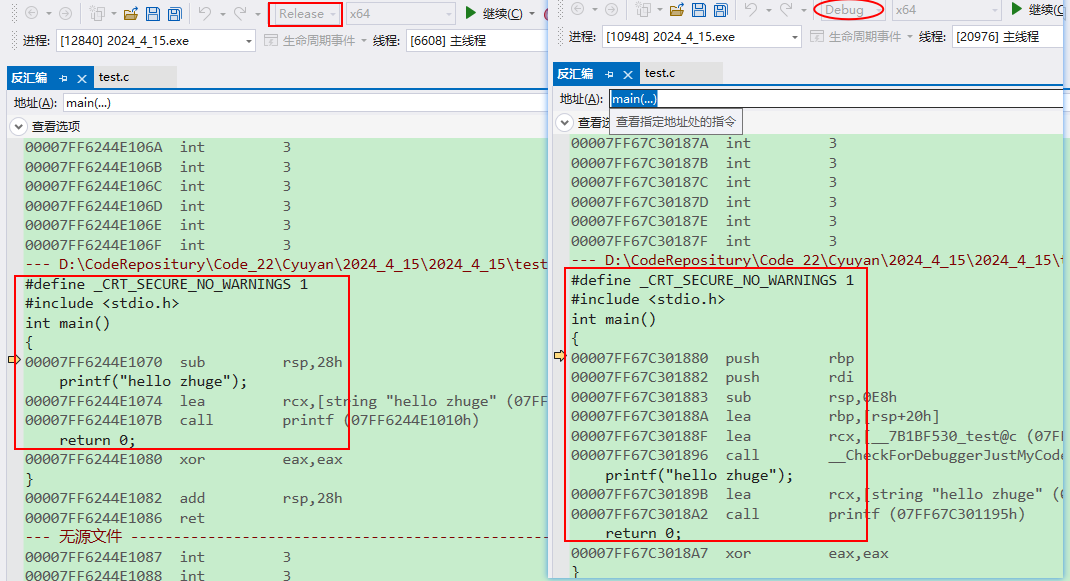 Release x64 继续(C)
进程: [12840] 2024_4_15.exe 生命周期事件 线程: [6608] 主线程
反汇编 test.c
地址(A): main(...)
查看选项
00007FF6244E106A int 3
00007FF6244E106B int 3
00007FF6244E106C int 3
00007FF6244E106D int 3
00007FF6244E106E int 3
00007FF6244E106F int 3
--- D:\CodeRepositury\Code_22\Cyuyan\2024_4_15\2024_4_15\test
#define _CRT_SECURE_NO_WARNINGS 1
#include <stdio.h>
int main()
{
00007FF6244E1070 sub rsp,28h
printf("hello zhuge");
00007FF6244E1074 lea rcx,[string "hello zhuge" (07FF
00007FF6244E107B call printf (07FF6244E1010h)
return 0;
00007FF6244E1080 xor eax,eax
}
00007FF6244E1082 add rsp,28h
00007FF6244E1086 ret
--- 无源文件 ---
00007FF6244E1087 int 3
00007FF6244E1088 int 3
Debug x64 继续(C
进程: [10948] 2024_4_15.exe 生命周期事件 线程: [20976] 主线程
反汇编 test.c
地址(A): main(...)
查看 查看指定地址处的指令
00007FF67C30187A int 3
00007FF67C30187B int 3
00007FF67C30187C int 3
00007FF67C30187D int 3
00007FF67C30187E int 3
00007FF67C30187F int 3
--- D:\CodeRepositury\Code_22\Cyuyan\2024_4_15\2024_4_15\t
#define _CRT_SECURE_NO_WARNINGS 1
#include <stdio.h>
int main()
{
00007FF67C301880 push rbp
00007FF67C301882 push rdi
00007FF67C301883 sub rsp,0E8h
00007FF67C30188A lea rbp,[rsp+20h]
00007FF67C30188F lea rcx,[__7B1BF530_test@c (07F
00007FF67C301896 call __CheckForDebuggerJustMyCode
printf("hello zhuge");
00007FF67C30189B lea rcx,[string "hello zhuge" (0
00007FF67C3018A2 call printf (07FF67C301195h)
return 0;
00007FF67C3018A7 xor eax,eax
}